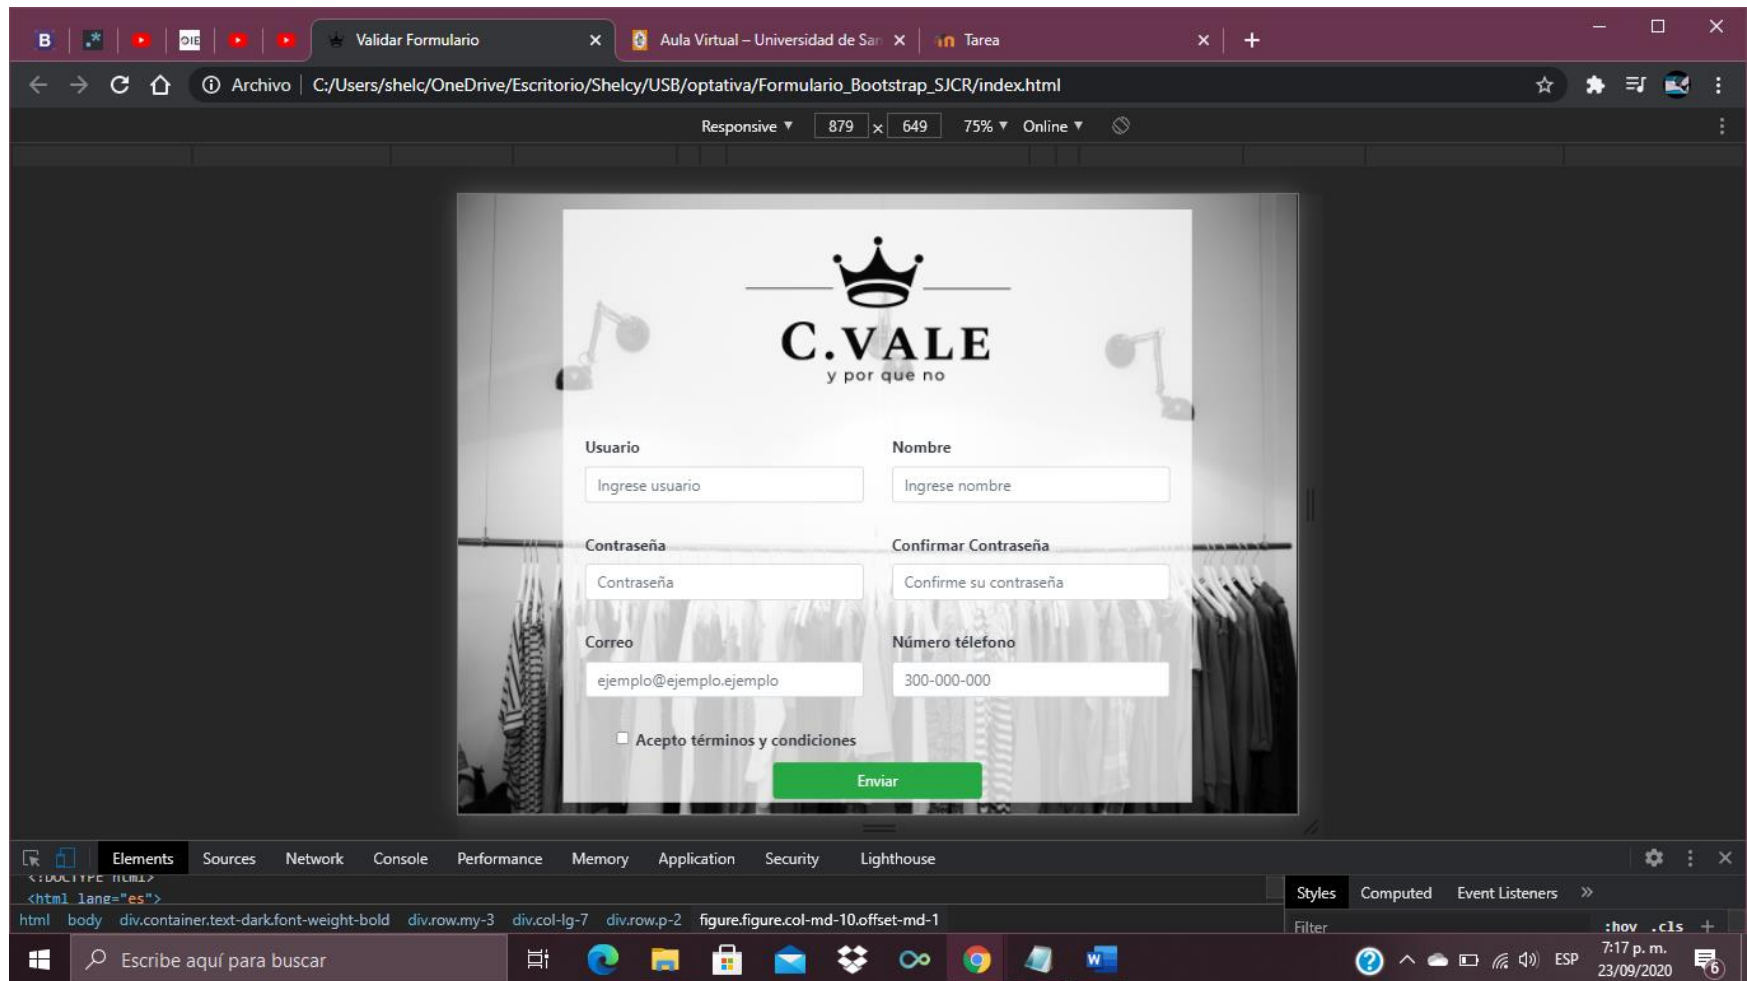 B
.*
OIE
Validar Formulario
Aula Virtual – Universidad de San
Tarea
Archivo
C:/Users/shelc/OneDrive/Escritorio/Shelcy/USB/optativa/Formulario_Bootstrap_SJCR/index.html
Responsive ▼ 879 x 649 75% ▼ Online ▼
C.VALE
y por que no
Usuario Nombre
Ingrese usuario Ingrese nombre
Contraseña Confirmar Contraseña
Contraseña Confirme su contraseña
Correo Número télefono
ejemplo@ejemplo.ejemplo 300-000-000
Acepto términos y condiciones
Enviar
Elements Sources Network Console Performance Memory Application Security Lighthouse
<!DOCTYPE html>
<html lang="es">
Styles Computed Event Listeners »
html body div.container.text-dark.font-weight-bold div.row.my-3 div.col-lg-7 div.row.p-2 figure.figure.col-md-10.offset-md-1
Filter :hov .cls +
Escribe aquí para buscar
W
ESP
7:17 p. m.
23/09/2020
6